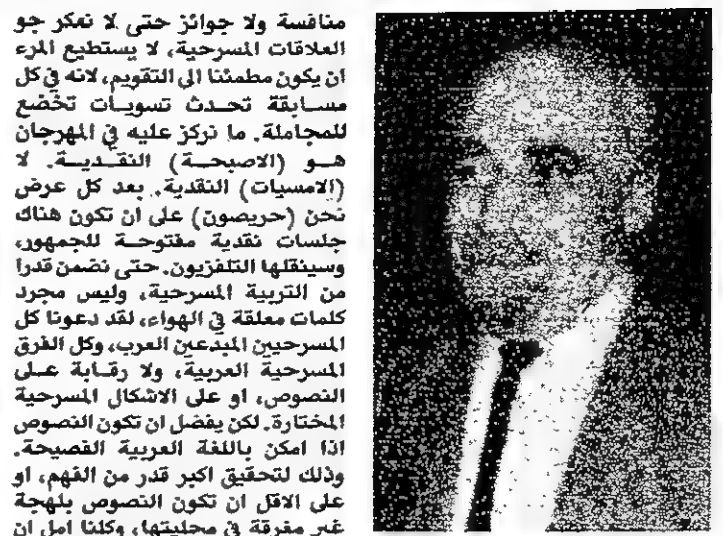 منافسة ولا جوائز حتى لا نعكر جو
العلاقات المسرحية، لا يستطيع المرء
ان يكون مطمئنا الى التقويم، لانه في كل
مسابقة تحدث تسويات تخضع
للمجاملة. ما نركز عليه في المهرجان
هو (الاصبحة) النقدية. لا
(الامسيات) النقدية. بعد كل عرض
نحن (حريصون) على ان تكون هناك
جلسات نقدية مفتوحة للجمهور،
وسينقلها التلفزيون. حتى نضمن قدرا
من التربية المسرحية، وليس مجرد
كلمات معلقة في الهواء، لقد دعونا كل
المسرحيين المبدعين العرب، وكل الفرق
المسرحية العربية، ولا رقابة على
النصوص، او على الاشكال المسرحية
المختارة. لكن يفضل ان تكون النصوص
اذا امكن باللغة العربية الفصيحة.
وذلك لتحقيق اكبر قدر من الفهم، او
على الاقل ان تكون النصوص بلهجة
غير مغرقة في محليتها، وكلنا امل ان